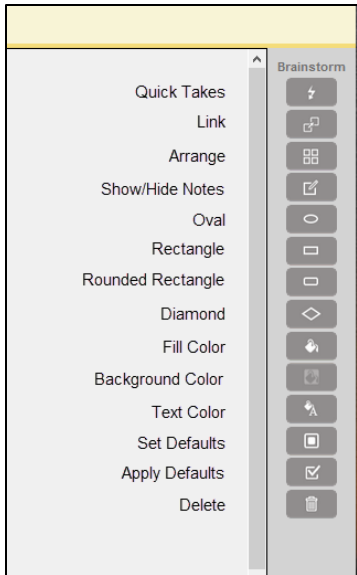 Brainstorm
Quick Takes
Link
Arrange
Show/Hide Notes
Oval
Rectangle
Rounded Rectangle
Diamond
Fill Color
Background Color
Text Color
Set Defaults
Apply Defaults
Delete